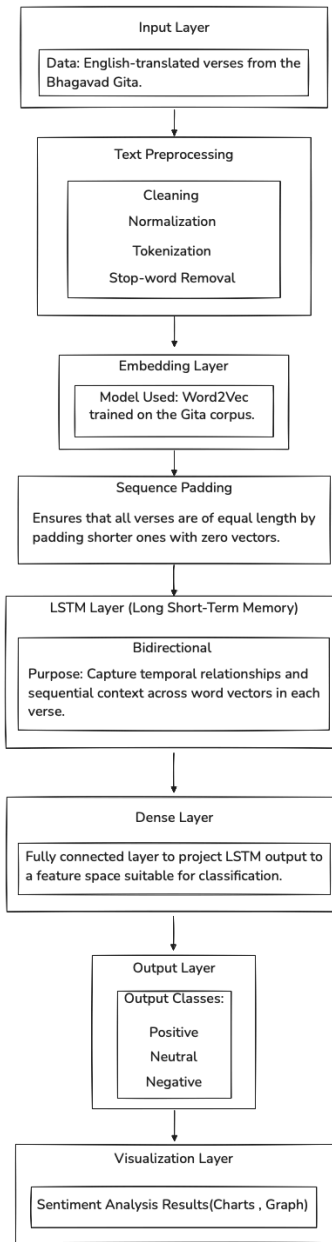 Input Layer
Data: English-translated verses from the
Bhagavad Gita.
Text Preprocessing
Cleaning
Normalization
Tokenization
Stop-word Removal
Embedding Layer
Model Used: Word2Vec
trained on the Gita corpus.
Sequence Padding
Ensures that all verses are of equal length by
padding shorter ones with zero vectors.
LSTM Layer (Long Short-Term Memory)
Bidirectional
Purpose: Capture temporal relationships and
sequential context across word vectors in each
verse.
Dense Layer
Fully connected layer to project LSTM output to
a feature space suitable for classification.
Output Layer
Output Classes:
Positive
Neutral
Negative
Visualization Layer
Sentiment Analysis Results(Charts , Graph)